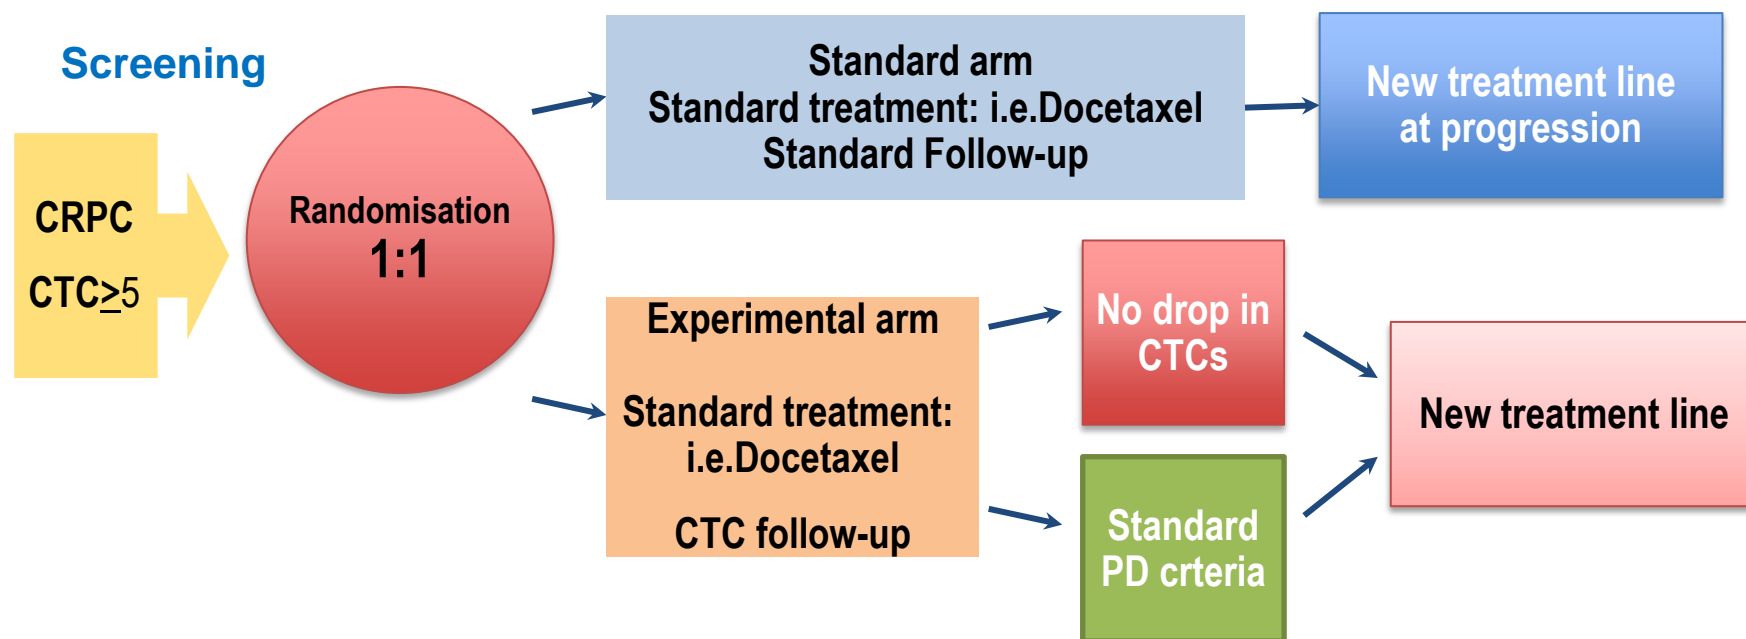 Screening
CRPC
CTC≥5
Randomisation
1:1
Standard arm
Standard treatment: i.e.Docetaxel
Standard Follow-up
New treatment line
at progression
Experimental arm
Standard treatment:
i.e.Docetaxel
CTC follow-up
No drop in
CTCs
Standard
PD crteria
New treatment line